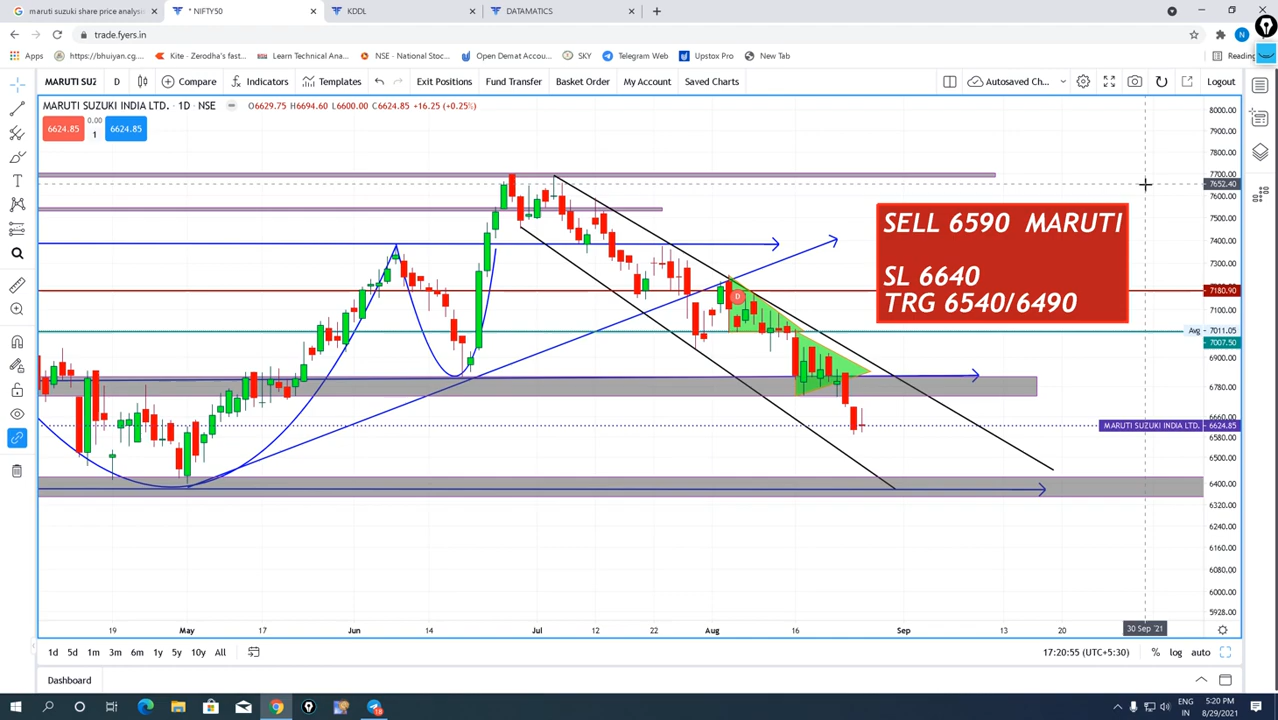 maruti suzuki share price analysis
* NIFTY50
KDDL
DATAMATICS
trade.fyers.in
N
Apps
https://bhuiyan.cg....
Kite - Zerodha's fast...
Learn Technical Ana...
NSE - National Stoc...
Open Demat Accou...
SKY
Telegram Web
Upstox Pro
New Tab
Reading
MARUTI SUZ
D
Compare
Indicators
Templates
Exit Positions
Fund Transfer
Basket Order
My Account
Saved Charts
Autosaved Ch...
Logout
MARUTI SUZUKI INDIA LTD. · 1D · NSE
O6629.75 H6694.60 L6600.00 C6624.85 +16.25 (+0.25%)
6624.85
0.00
1
6624.85
SELL 6590 MARUTI
SL 6640
TRG 6540/6490
D
8000.00
7900.00
7800.00
7700.00
7652.40
7600.00
7500.00
7400.00
7300.00
7180.90
7100.00
Avg
7011.05
7007.50
6900.00
6780.00
6660.00
MARUTI SUZUKI INDIA LTD.
6624.85
6580.00
6500.00
6400.00
6320.00
6240.00
6160.00
6080.00
6000.00
5928.00
19
May
17
Jun
14
Jul
12
22
Aug
16
Sep
13
20
30 Sep '21
1d
5d
1m
3m
6m
1y
5y
10y
All
17:20:55 (UTC+5:30)
%
log
auto
Dashboard
18
ENG
IN
5:20 PM
8/29/2021